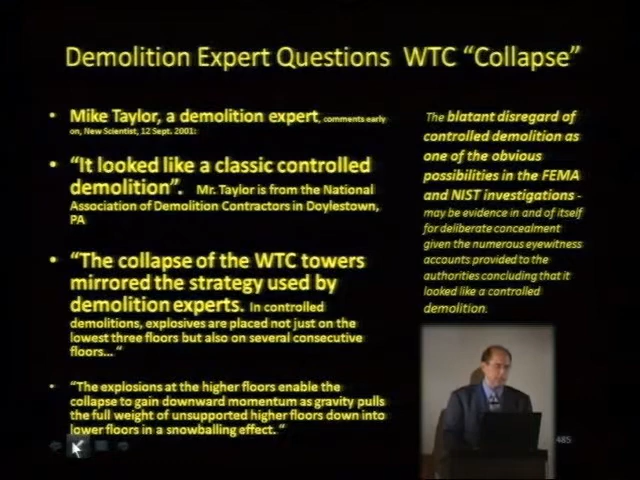 Demolition Expert Questions WTC “Collapse”
• Mike Taylor, a demolition expert, comments early
on, New Scientist, 12 Sept. 2001:
• “It looked like a classic controlled
demolition”. Mr. Taylor is from the National
Association of Demolition Contractors in Doylestown,
PA
• “The collapse of the WTC towers
mirrored the strategy used by
demolition experts. In controlled
demolitions, explosives are placed not just on the
lowest three floors but also on several consecutive
floors…“
• “The explosions at the higher floors enable the
collapse to gain downward momentum as gravity pulls
the full weight of unsupported higher floors down into
lower floors in a snowballing effect. “
The blatant disregard of
controlled demolition as
one of the obvious
possibilities in the FEMA
and NIST investigations -
may be evidence in and of itself
for deliberate concealment
given the numerous eyewitness
accounts provided to the
authorities concluding that it
looked like a controlled
demolition.
485